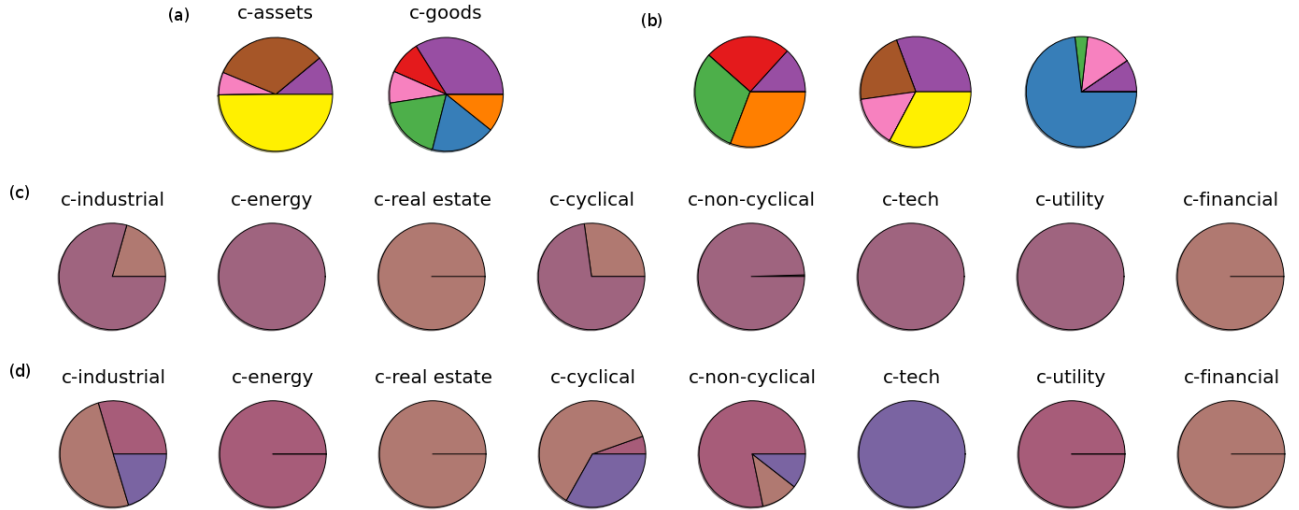 (a) c-assets c-goods (b)
(c) c-industrial c-energy c-real estate c-cyclical c-non-cyclical c-tech c-utility c-financial
(d) c-industrial c-energy c-real estate c-cyclical c-non-cyclical c-tech c-utility c-financial